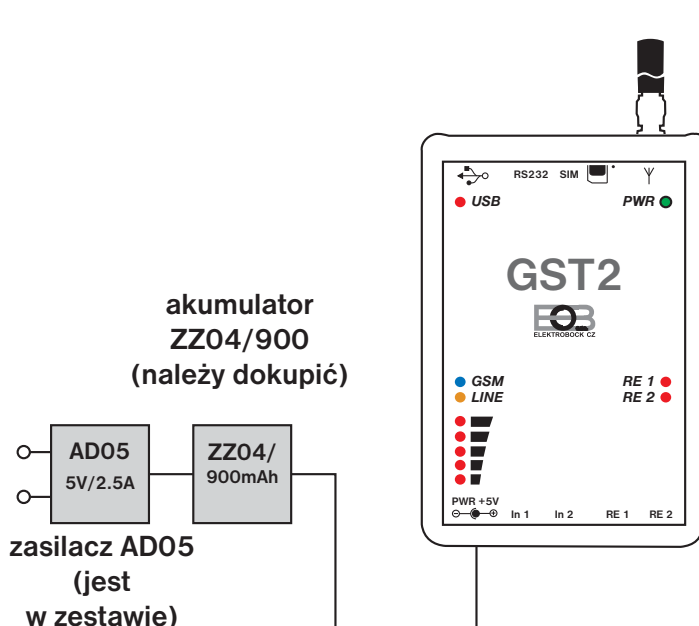 RS232 SIM
USB PWR
GST2
EOB
ELEKTROBOCK CZ
akumulator
ZZ04/900
(należy dokupić)
GSM RE 1
LINE RE 2
AD05
5V/2.5A
ZZ04/
900mAh
PWR +5V
In 1 In 2 RE 1 RE 2
zasilacz AD05
(jest
w zestawie)